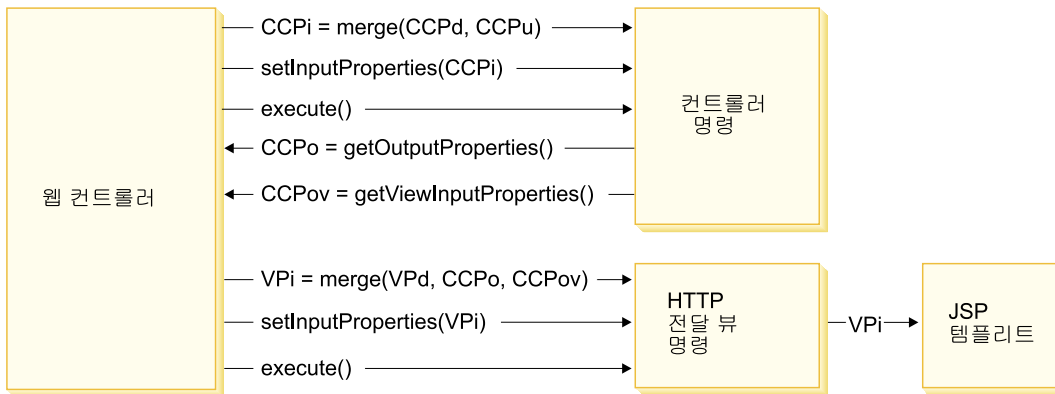 웹 컨트롤러
CCPi = merge(CCPd, CCPu)
setInputProperties(CCPi)
execute()
CCPo = getOutputProperties()
CCPov = getViewInputProperties()
컨트롤러
명령
VPi = merge(VPd, CCPo, CCPov)
setInputProperties(VPi)
execute()
HTTP
전달 뷰
명령
VPi
JSP
템플리트